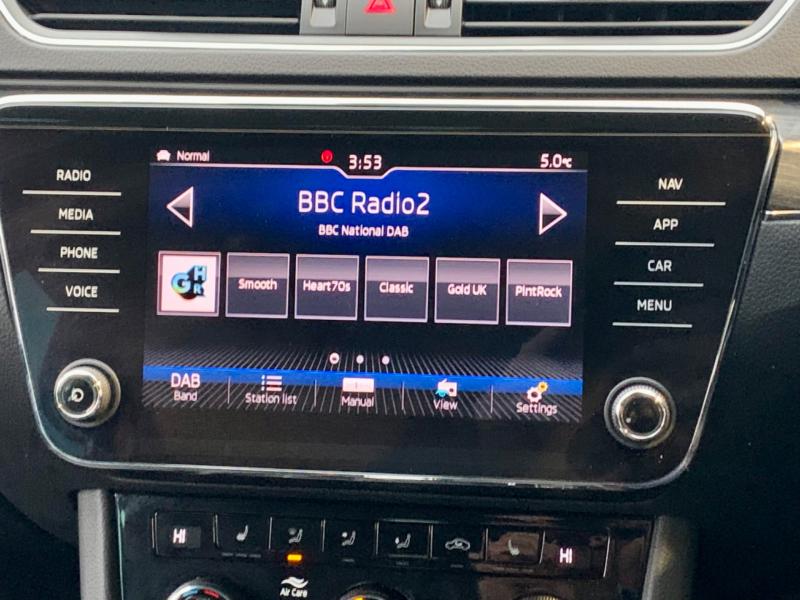 Normal 3:53 5.0°C
RADIO
MEDIA
PHONE
VOICE
BBC Radio2
BBC National DAB
GHR Smooth Heart70s Classic Gold UK PlntRock
DAB
Band Station list Manual View Settings
NAV
APP
CAR
MENU
HI HI
Air Care